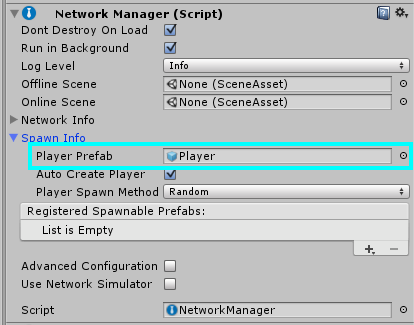 Network Manager (Script)
Dont Destroy On Load
Run in Background
Log Level Info
Offline Scene None (SceneAsset)
Online Scene None (SceneAsset)
Network Info
Spawn Info
Player Prefab Player
Auto Create Player
Player Spawn Method Random
Registered Spawnable Prefabs:
List is Empty
Advanced Configuration
Use Network Simulator
Script NetworkManager